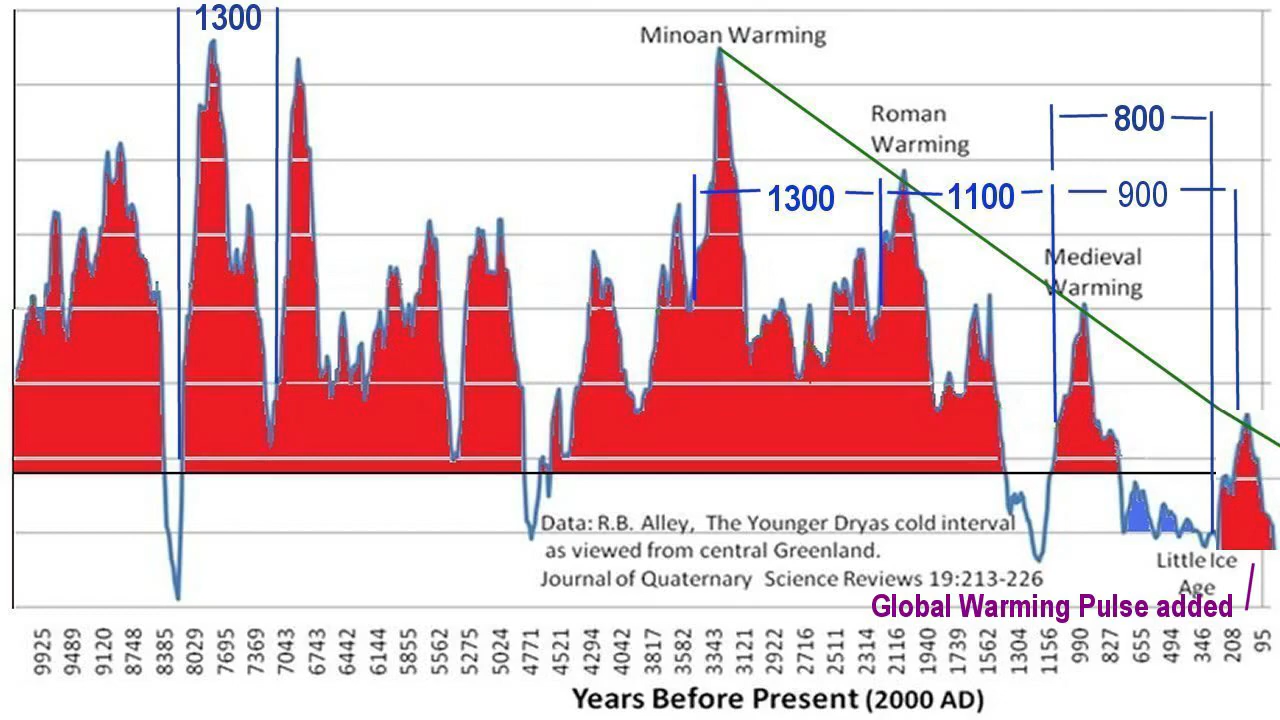 1300
Minoan Warming
Roman
Warming
800
1300
1100
900
Medieval
Warming
Data: R.B. Alley, The Younger Dryas cold interval
as viewed from central Greenland.
Journal of Quaternary Science Reviews 19:213-226
Little Ice
Age
Global Warming Pulse added
9925 9489 9120 8748 8385 8029 7695 7369 7043 6743 6442 6144 5855 5562 5275 5024 4771 4521 4294 4042 3817 3582 3343 3121 2922 2716 2511 2314 2116 1940 1739 1562 1304 1156 990 827 655 494 346 208 95
Years Before Present (2000 AD)